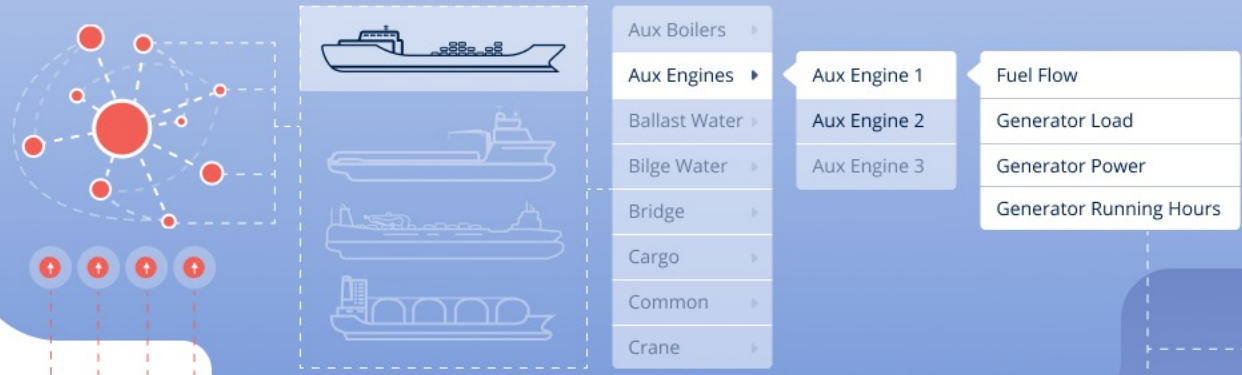 Aux Boilers
Aux Engines
Ballast Water
Bilge Water
Bridge
Cargo
Common
Crane
Aux Engine 1
Aux Engine 2
Aux Engine 3
Fuel Flow
Generator Load
Generator Power
Generator Running Hours